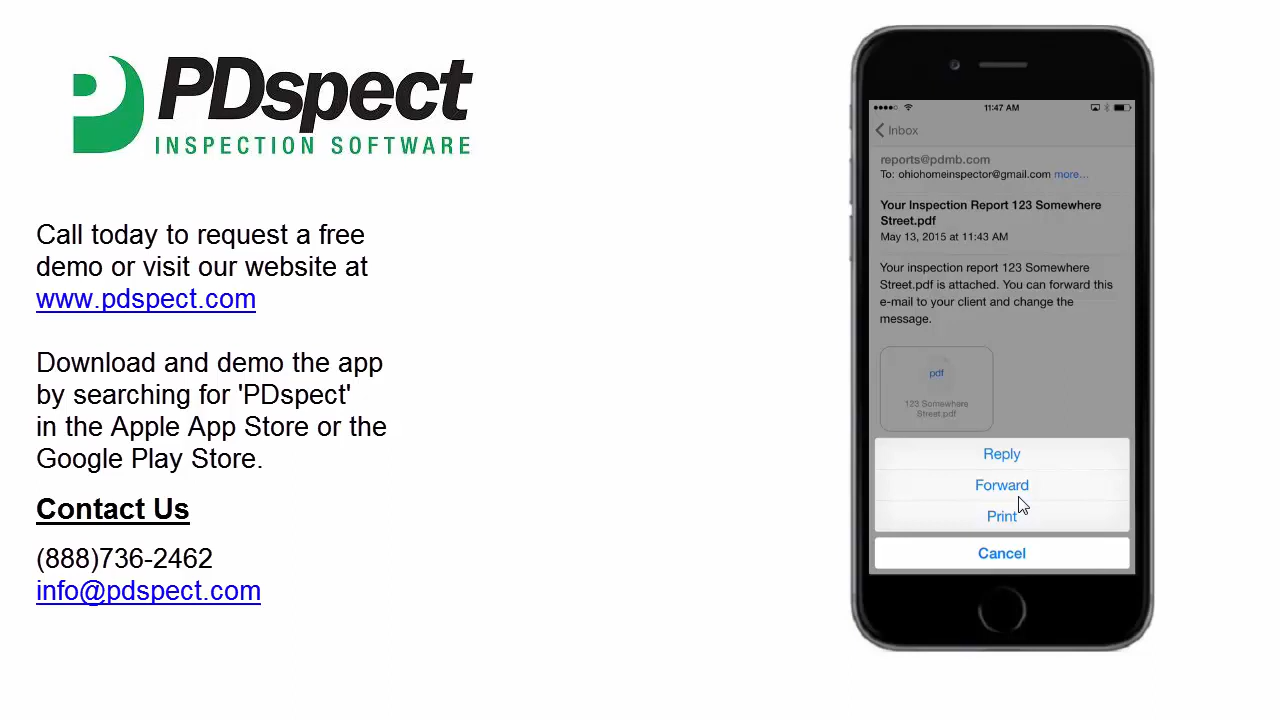 PDspect
INSPECTION SOFTWARE
Call today to request a free
demo or visit our website at
www.pdspect.com
Download and demo the app
by searching for 'PDspect'
in the Apple App Store or the
Google Play Store.
Contact Us
(888)736-2462
info@pdspect.com
11:47 AM
Inbox
reports@pdmb.com
To: ohiohomeinspector@gmail.com more...
Your Inspection Report 123 Somewhere
Street.pdf
May 13, 2015 at 11:43 AM
Your inspection report 123 Somewhere
Street.pdf is attached. You can forward this
e-mail to your client and change the
message.
pdf
123 Somewhere
Street.pdf
Reply
Forward
Print
Cancel